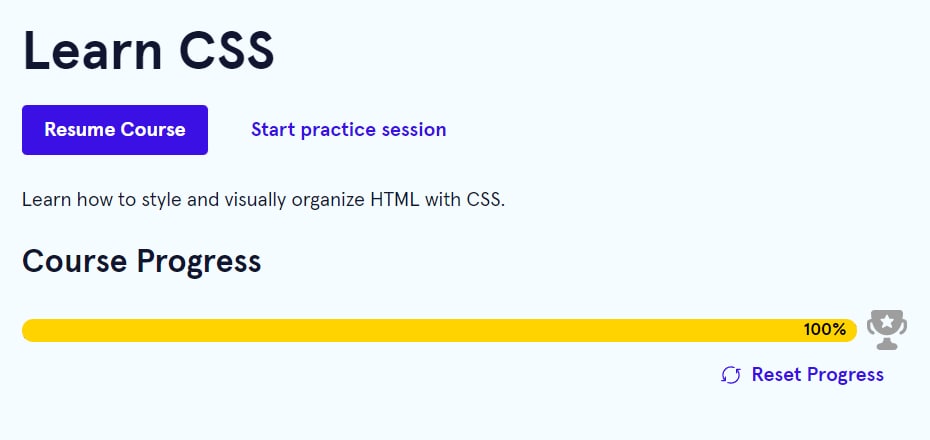 Learn CSS
Resume Course Start practice session
Learn how to style and visually organize HTML with CSS.
Course Progress
100%
Reset Progress